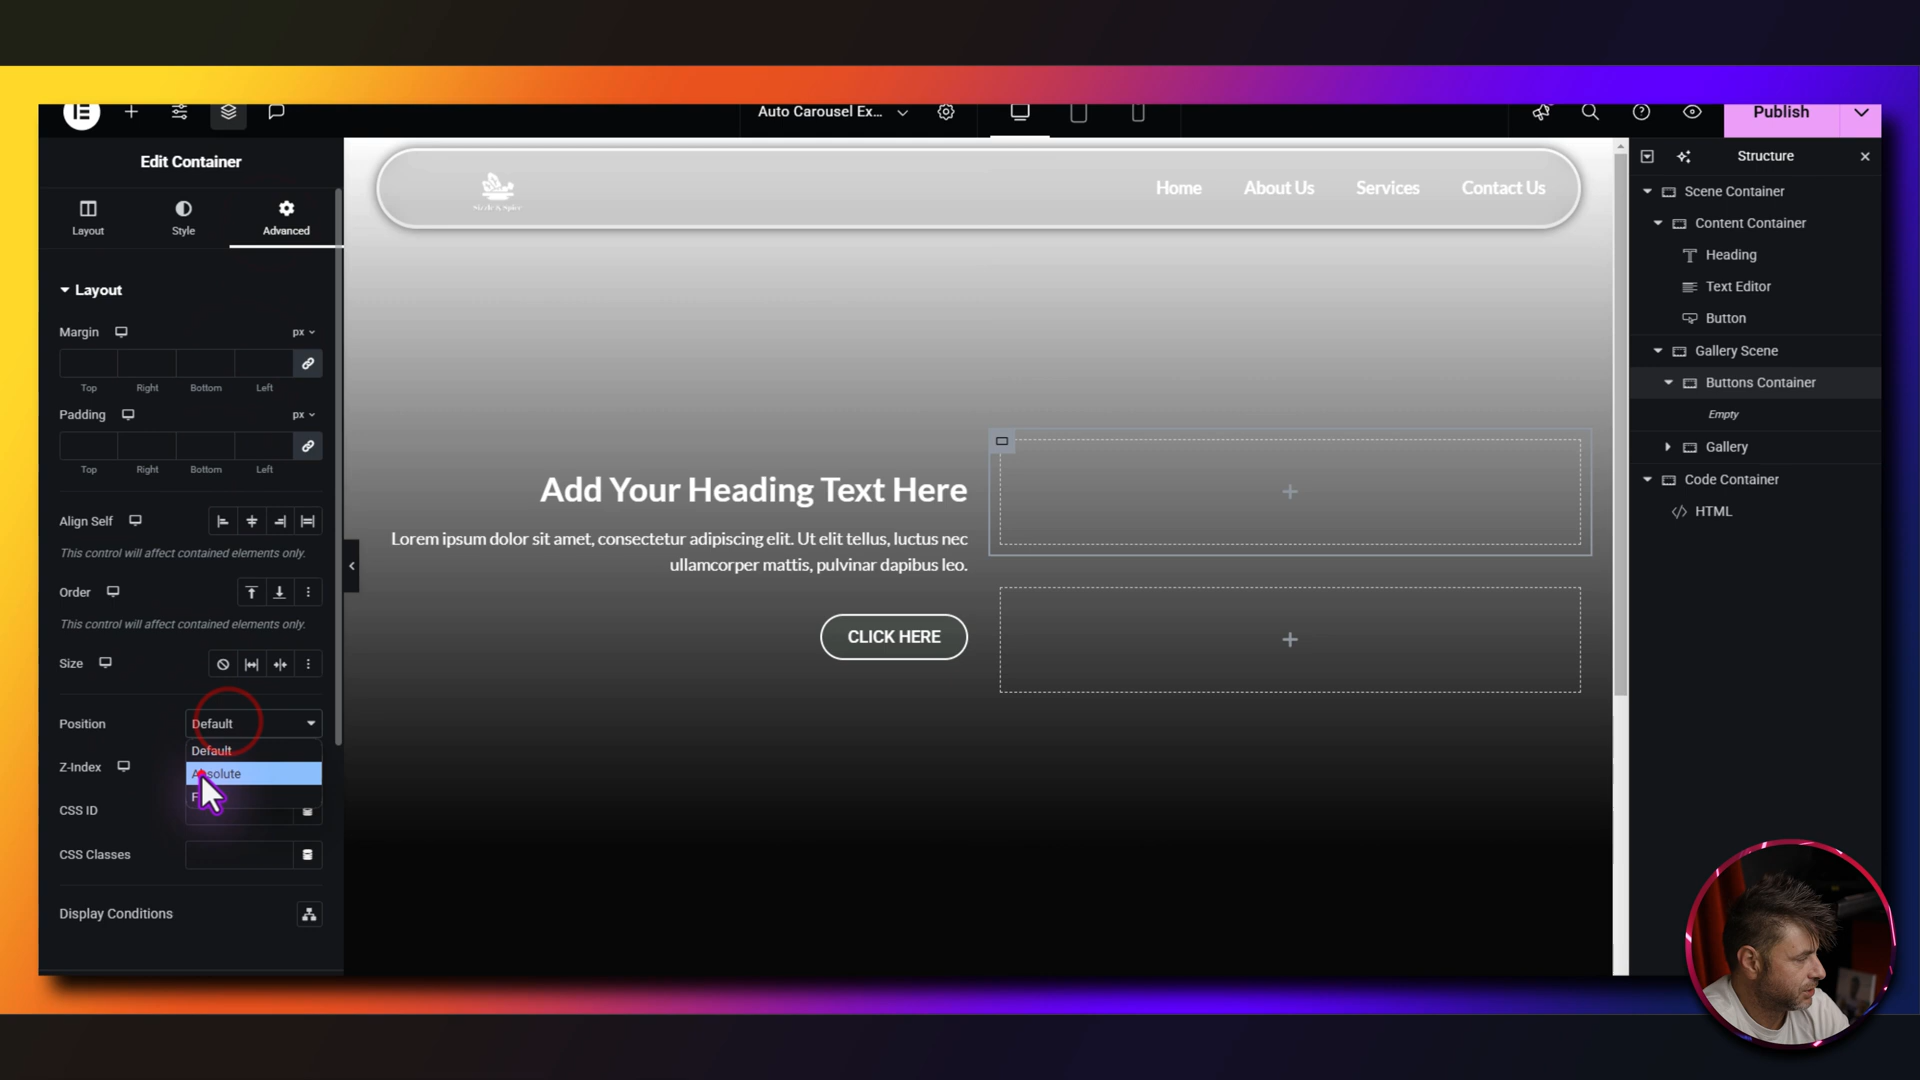 Auto Carousel Ex...
Publish
Edit Container
Structure
Layout
Style
Advanced
Layout
Margin
px
Top
Right
Bottom
Left
Padding
px
Top
Right
Bottom
Left
Align Self
This control will affect contained elements only.
Order
This control will affect contained elements only.
Size
Position
Default
Default
Absolute
Z-Index
CSS ID
CSS Classes
Display Conditions
Sizzle & Spice
Home
About Us
Services
Contact Us
Add Your Heading Text Here
Lorem ipsum dolor sit amet, consectetur adipiscing elit. Ut elit tellus, luctus nec
ullamcorper mattis, pulvinar dapibus leo.
CLICK HERE
Scene Container
Content Container
Heading
Text Editor
Button
Gallery Scene
Buttons Container
Empty
Gallery
Code Container
HTML